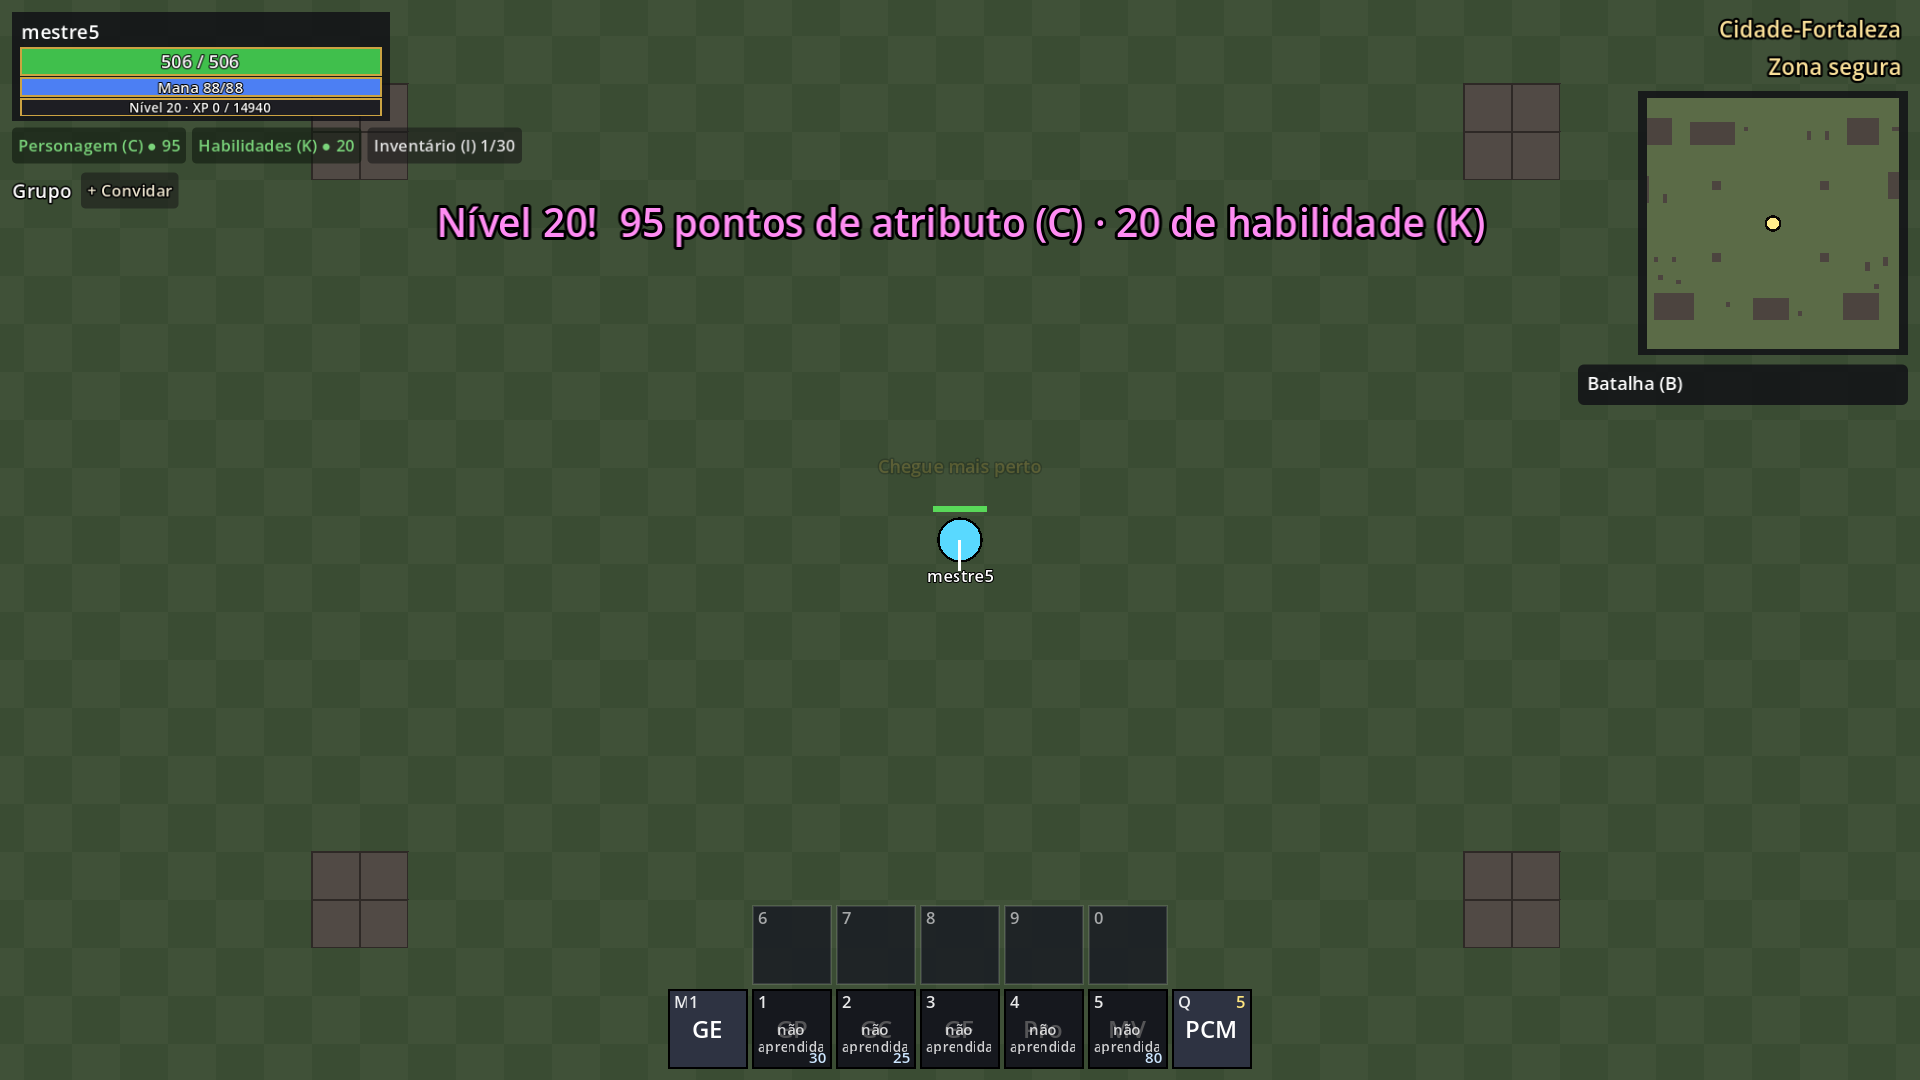 mestre5
506 / 506
Mana 88/88
Nível 20 · XP 0 / 14940
Personagem (C) ● 95
Habilidades (K) ● 20
Inventário (I) 1/30
Grupo
+ Convidar
Cidade-Fortaleza
Zona segura
Batalha (B)
Nível 20! 95 pontos de atributo (C) · 20 de habilidade (K)
Chegue mais perto
mestre5
6
7
8
9
0
M1
GE
1
não
aprendida
30
2
não
aprendida
25
3
não
aprendida
4
não
aprendida
5
não
aprendida
80
Q
5
PCM